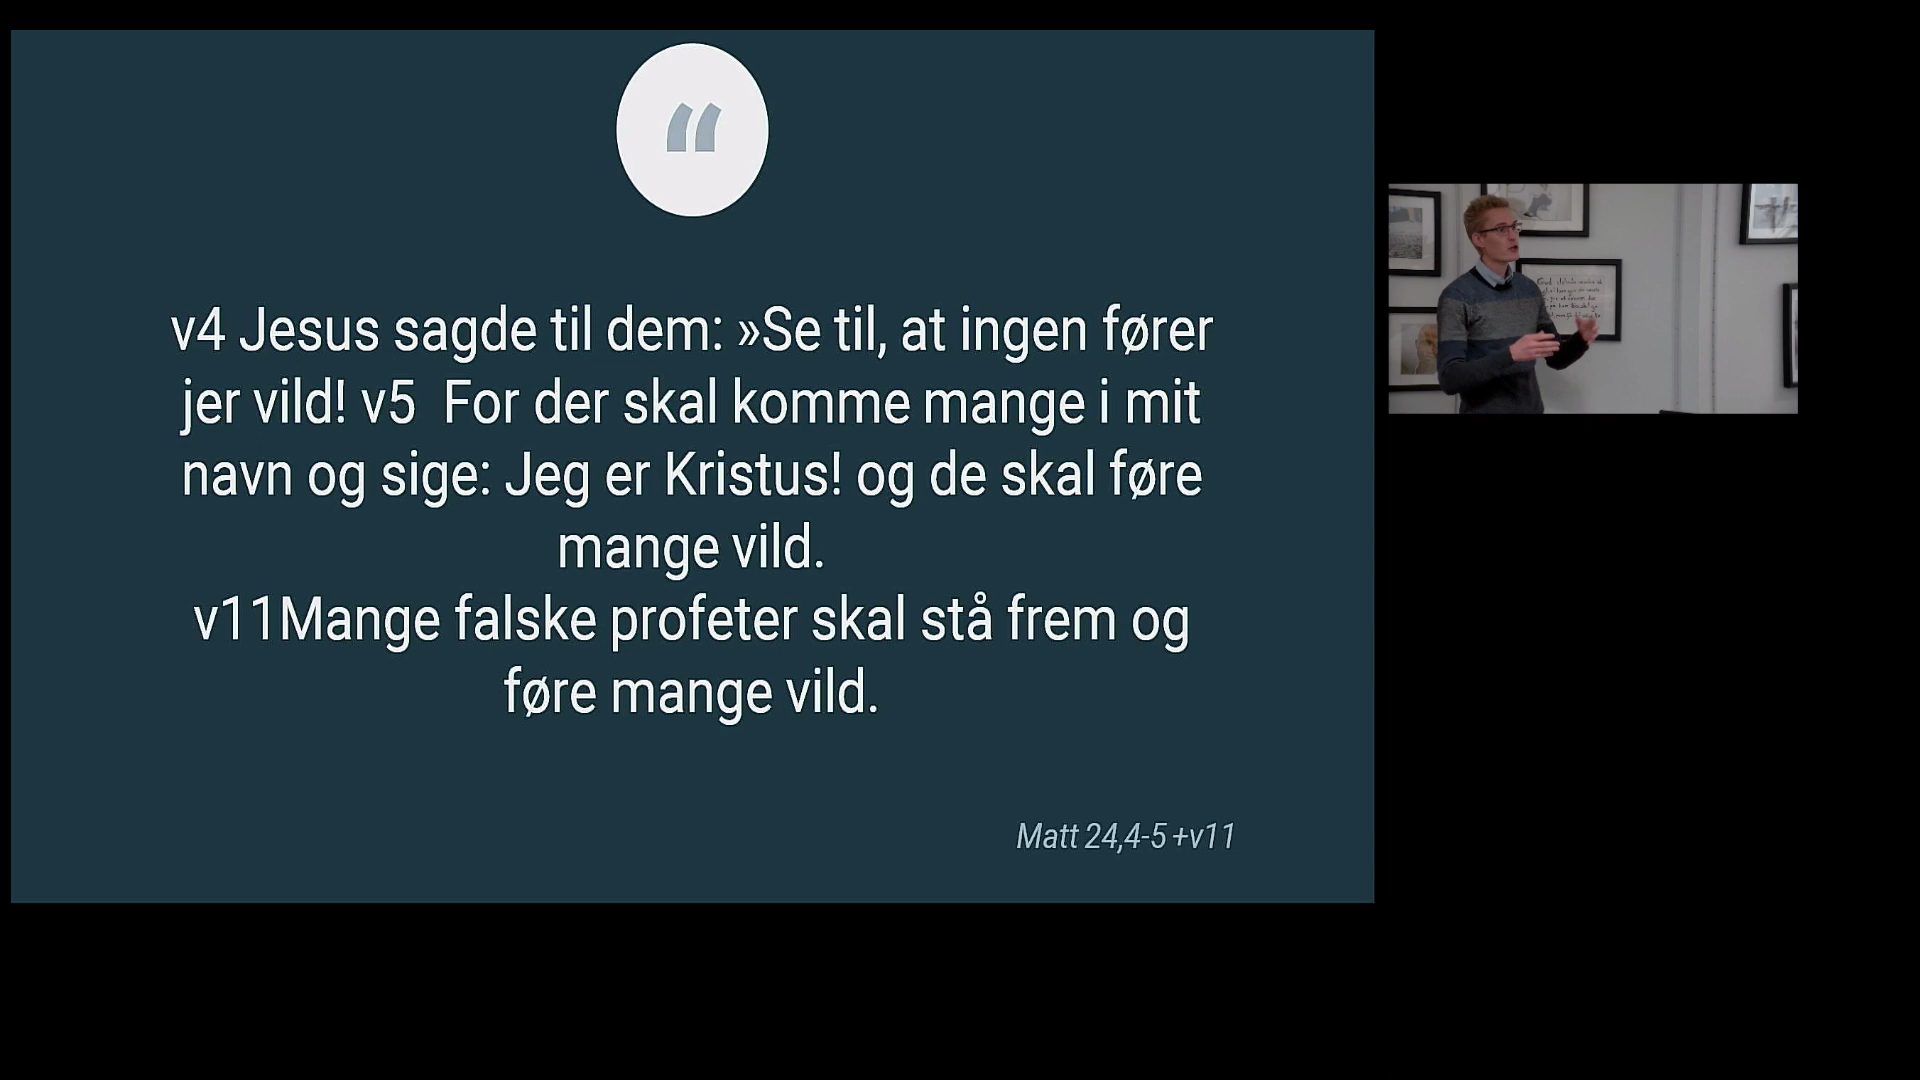 “
v4 Jesus sagde til dem: »Se til, at ingen fører
jer vild! v5  For der skal komme mange i mit
navn og sige: Jeg er Kristus! og de skal føre
mange vild.
v11Mange falske profeter skal stå frem og
føre mange vild.
Matt 24,4-5 +v11